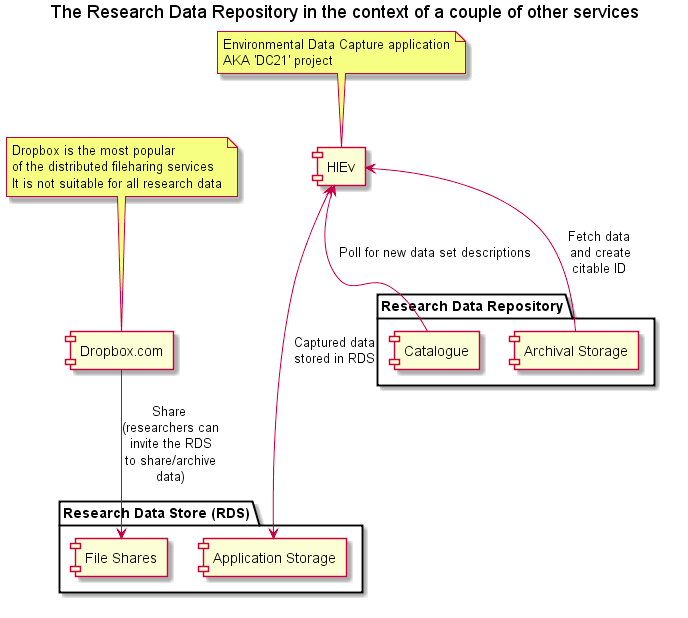 The Research Data Repository in the context of a couple of other services
Environmental Data Capture application
AKA 'DC21' project
Dropbox is the most popular
of the distributed fileharing services
It is not suitable for all research data
HIEv
Poll for new data set descriptions
Fetch data
and create
citable ID
Research Data Repository
Catalogue
Archival Storage
Dropbox.com
Captured data
stored in RDS
Share
(researchers can
invite the RDS
to share/archive
data)
Research Data Store (RDS)
File Shares
Application Storage